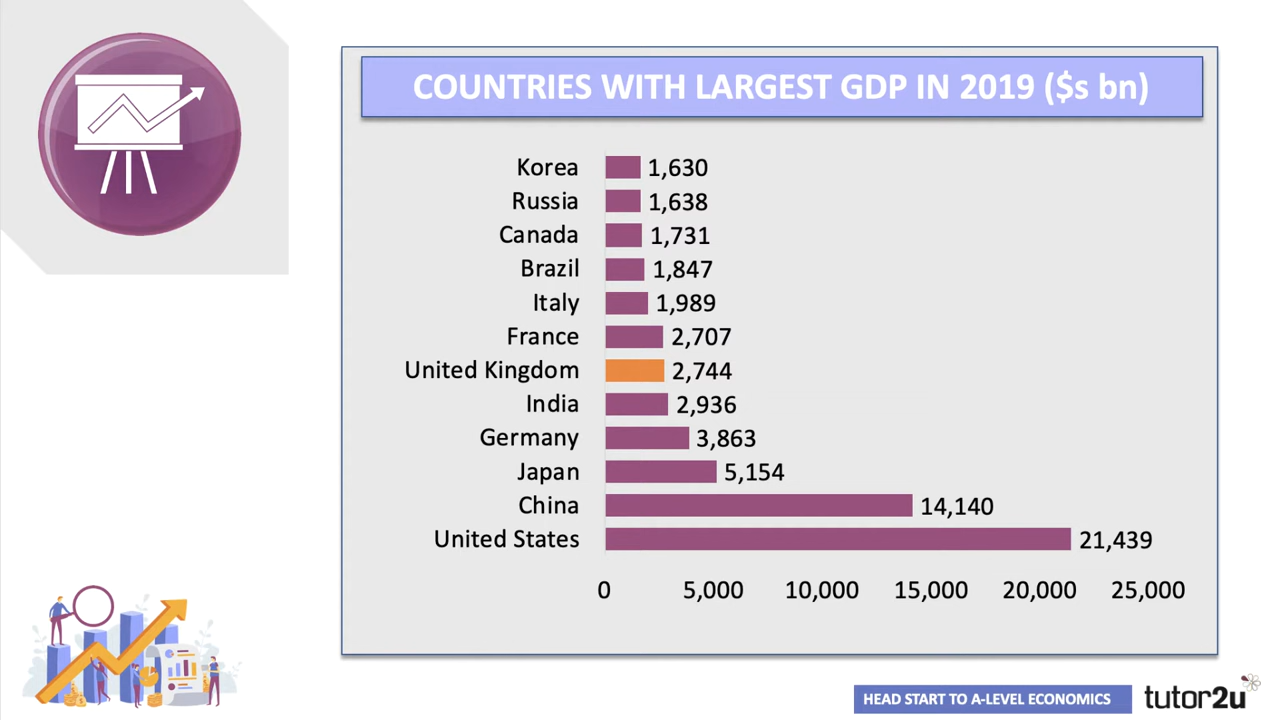 COUNTRIES WITH LARGEST GDP IN 2019 ($s bn)
Korea 1,630
Russia 1,638
Canada 1,731
Brazil 1,847
Italy 1,989
France 2,707
United Kingdom 2,744
India 2,936
Germany 3,863
Japan 5,154
China 14,140
United States 21,439
0 5,000 10,000 15,000 20,000 25,000
HEAD START TO A-LEVEL ECONOMICS tutor2u